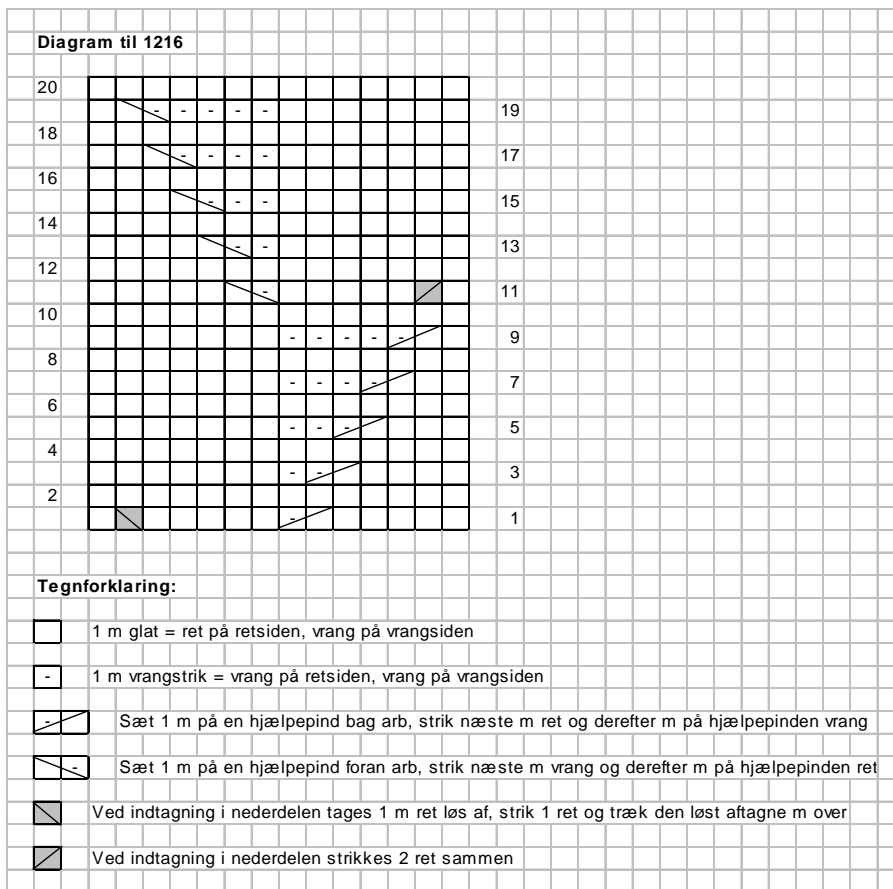 Diagram til 1216
20
- - - - - 19
18
- - - - 17
16
- - - 15
14
- - 13
12
- 11
10
- - - - - 9
8
- - - - 7
6
- - - 5
4
- - 3
2
- 1
Tegnforklaring:
1 m glat = ret på retsiden, vrang på vrangsiden
- 1 m vrangstrik = vrang på retsiden, vrang på vrangsiden
- Sæt 1 m på en hjælpepind bag arb, strik næste m ret og derefter m på hjælpepinden vrang
- Sæt 1 m på en hjælpepind foran arb, strik næste m vrang og derefter m på hjælpepinden ret
Ved indtagning i nederdelen tages 1 m ret løs af, strik 1 ret og træk den løst aftagne m over
Ved indtagning i nederdelen strikkes 2 ret sammen